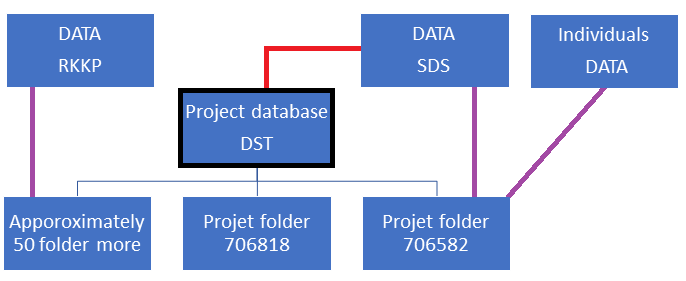 DATA
RKKP
DATA
SDS
Individuals
DATA
Project database
DST
Apporoximately
50 folder more
Projet folder
706818
Projet folder
706582